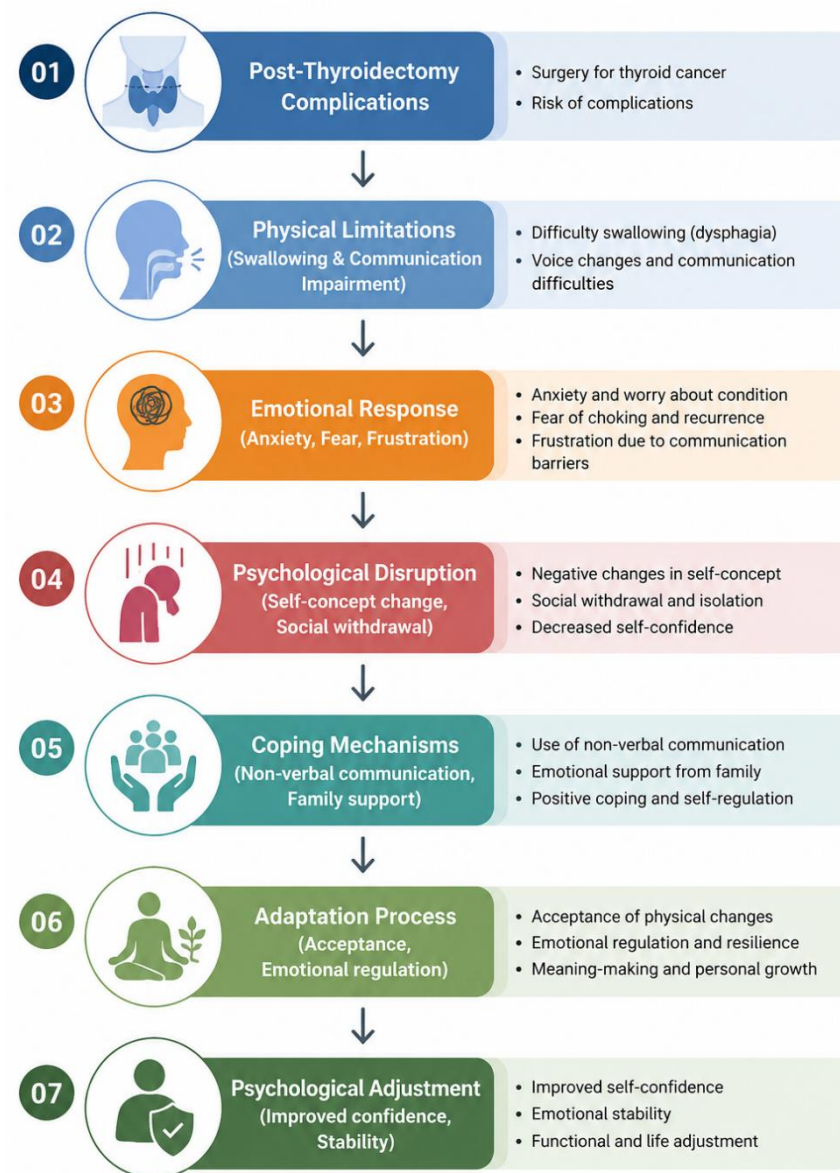 01
Post-Thyroidectomy
Complications
• Surgery for thyroid cancer
• Risk of complications
02
Physical Limitations
(Swallowing & Communication
Impairment)
• Difficulty swallowing (dysphagia)
• Voice changes and communication
difficulties
03
Emotional Response
(Anxiety, Fear, Frustration)
• Anxiety and worry about condition
• Fear of choking and recurrence
• Frustration due to communication
barriers
04
Psychological Disruption
(Self-concept change,
Social withdrawal)
• Negative changes in self-concept
• Social withdrawal and isolation
• Decreased self-confidence
05
Coping Mechanisms
(Non-verbal communication,
Family support)
• Use of non-verbal communication
• Emotional support from family
• Positive coping and self-regulation
06
Adaptation Process
(Acceptance,
Emotional regulation)
• Acceptance of physical changes
• Emotional regulation and resilience
• Meaning-making and personal growth
07
Psychological Adjustment
(Improved confidence,
Stability)
• Improved self-confidence
• Emotional stability
• Functional and life adjustment